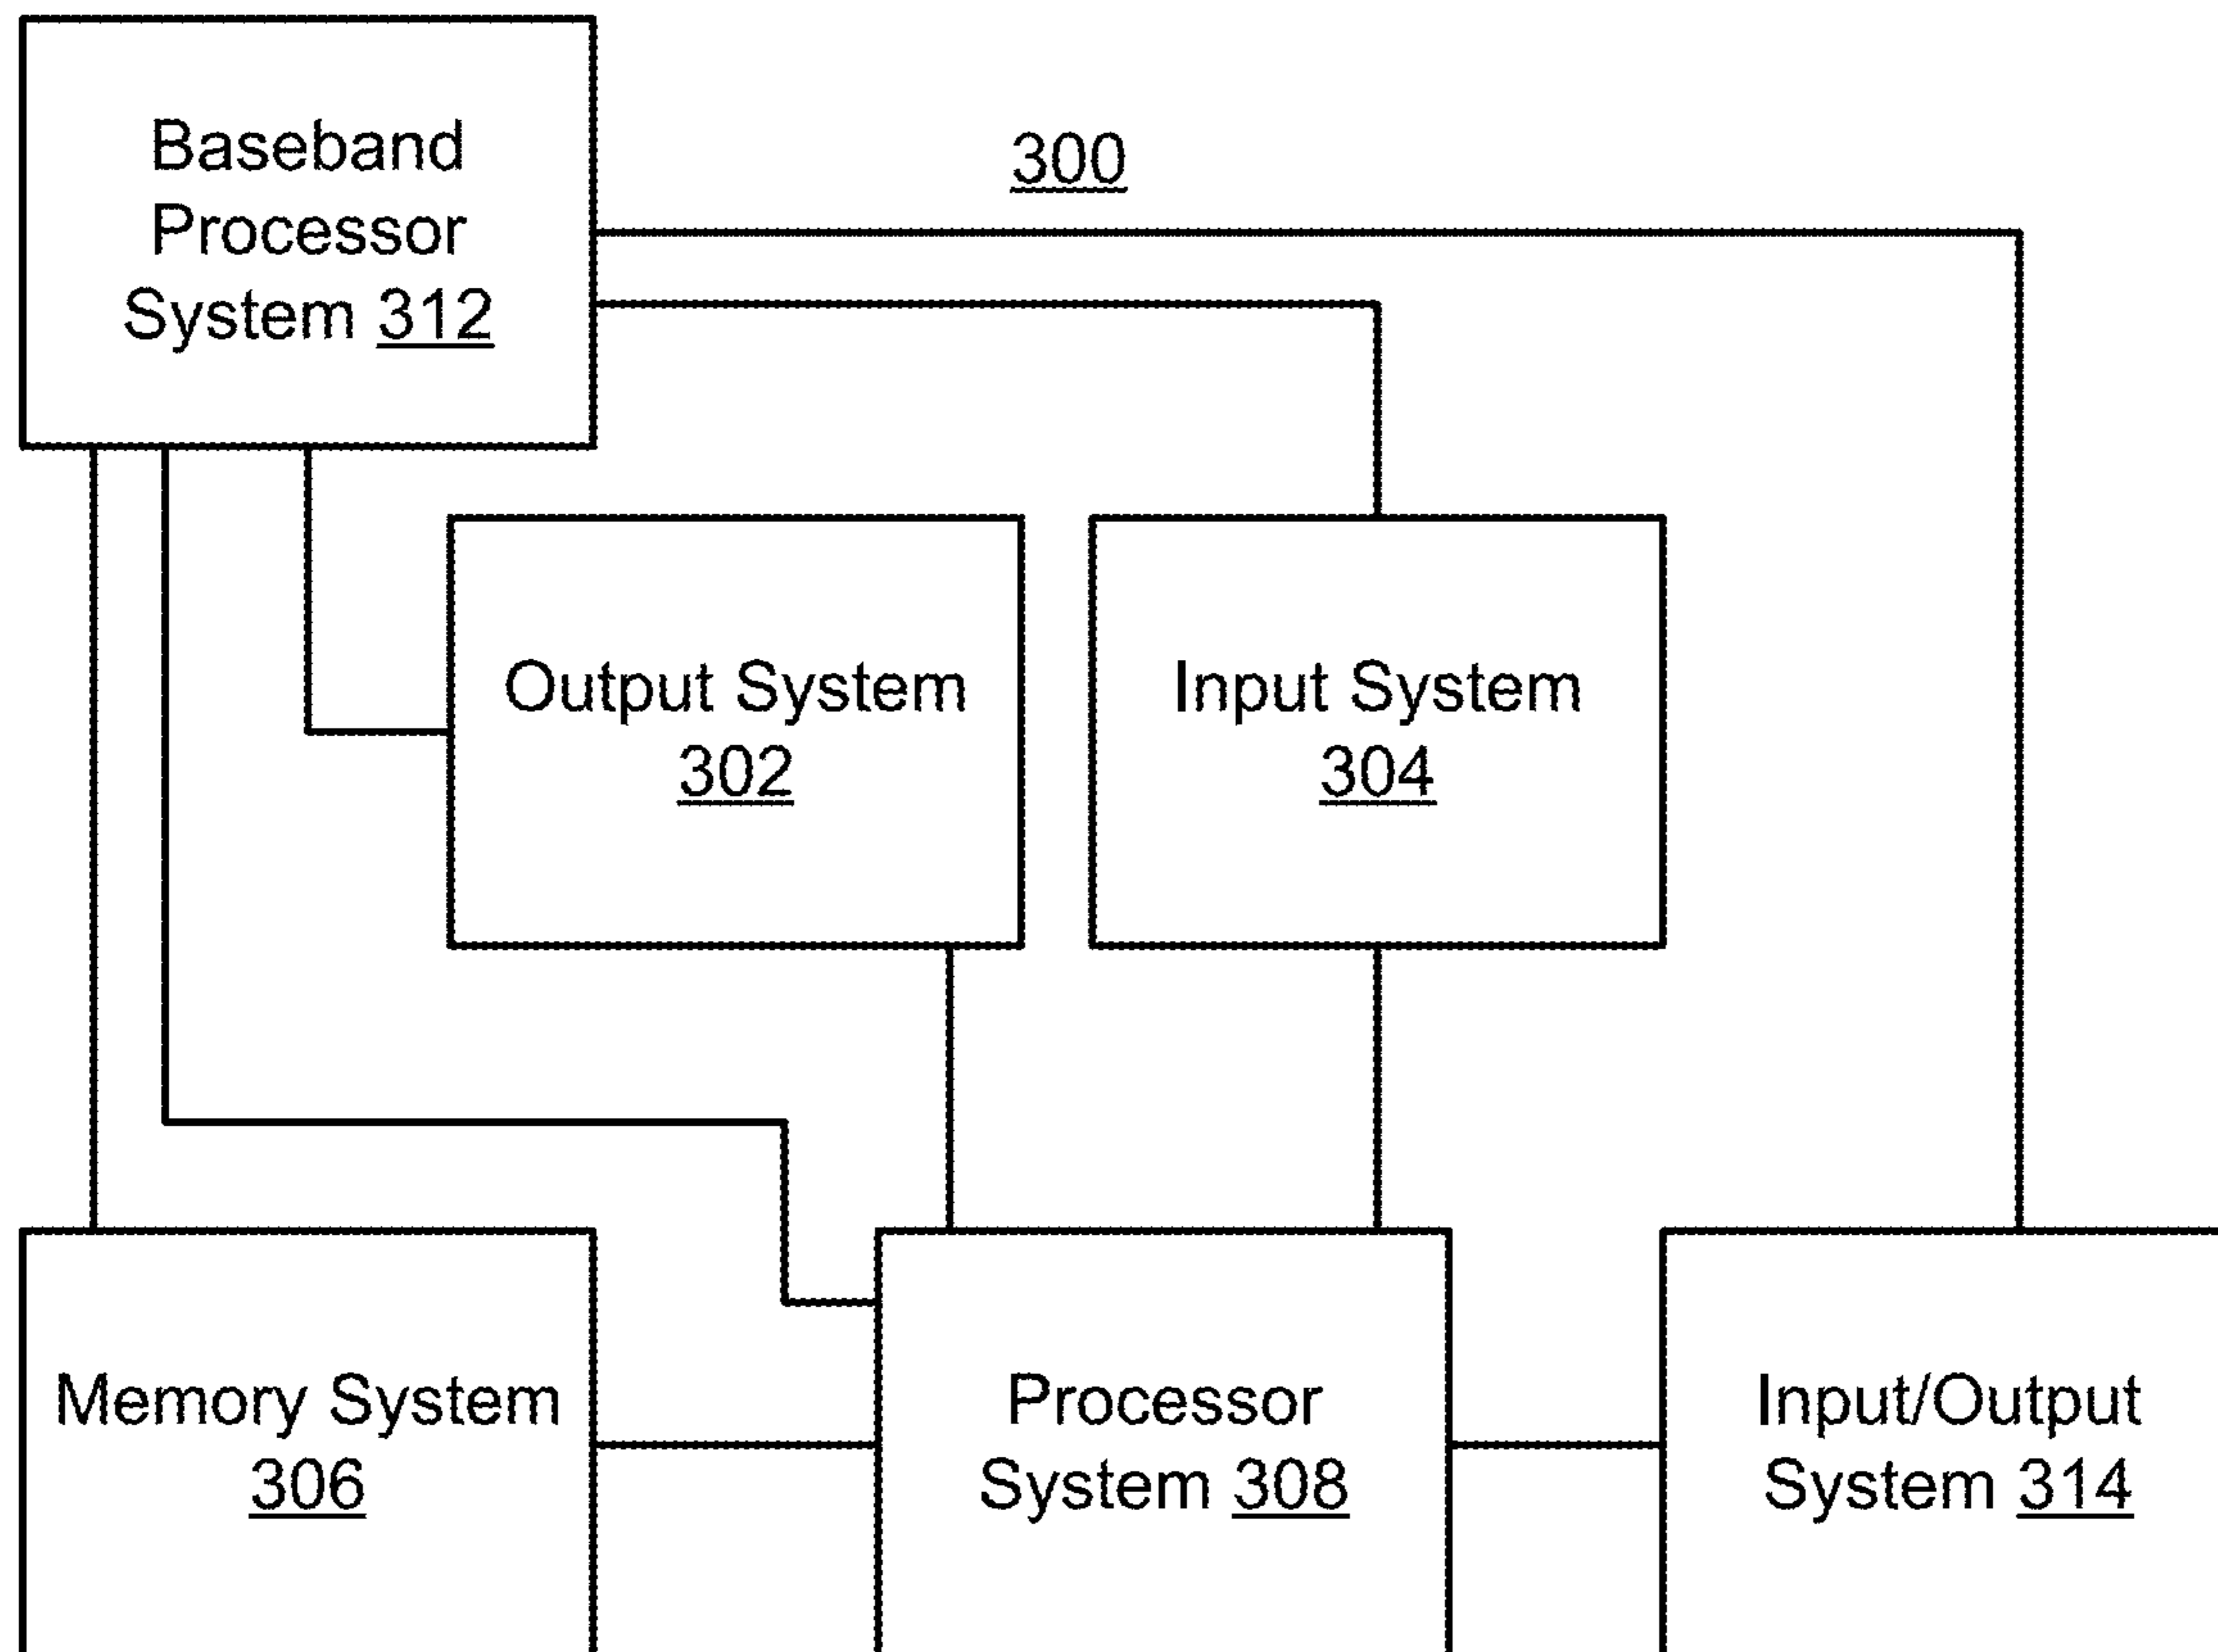 Baseband
Processor
System 312
300
Output System
302
Input System
304
Memory System
306
Processor
System 308
Input/Output
System 314